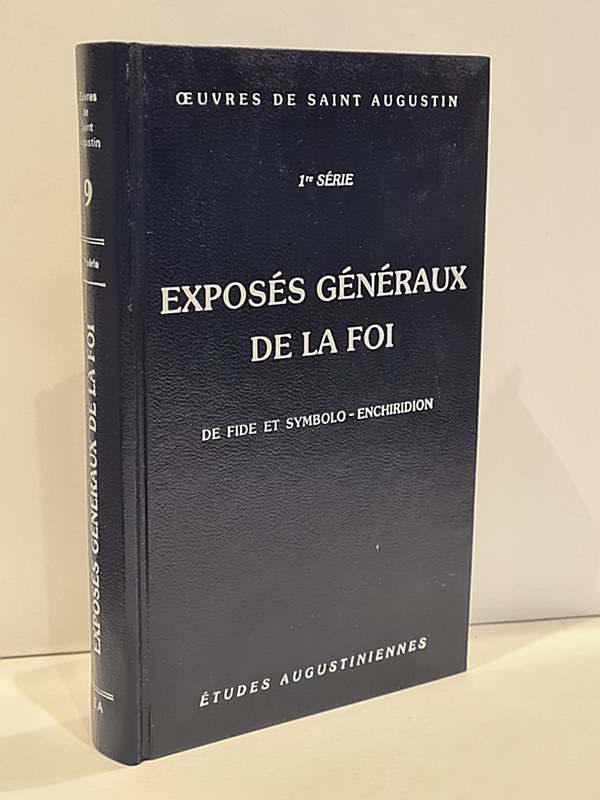 ŒUVRES DE SAINT AUGUSTIN
1re SÉRIE
EXPOSÉS GÉNÉRAUX
DE LA FOI
DE FIDE ET SYMBOLO - ENCHIRIDION
ÉTUDES AUGUSTINIENNES
de
9
EXPOSÉS GÉNÉRAUX DE LA FOI